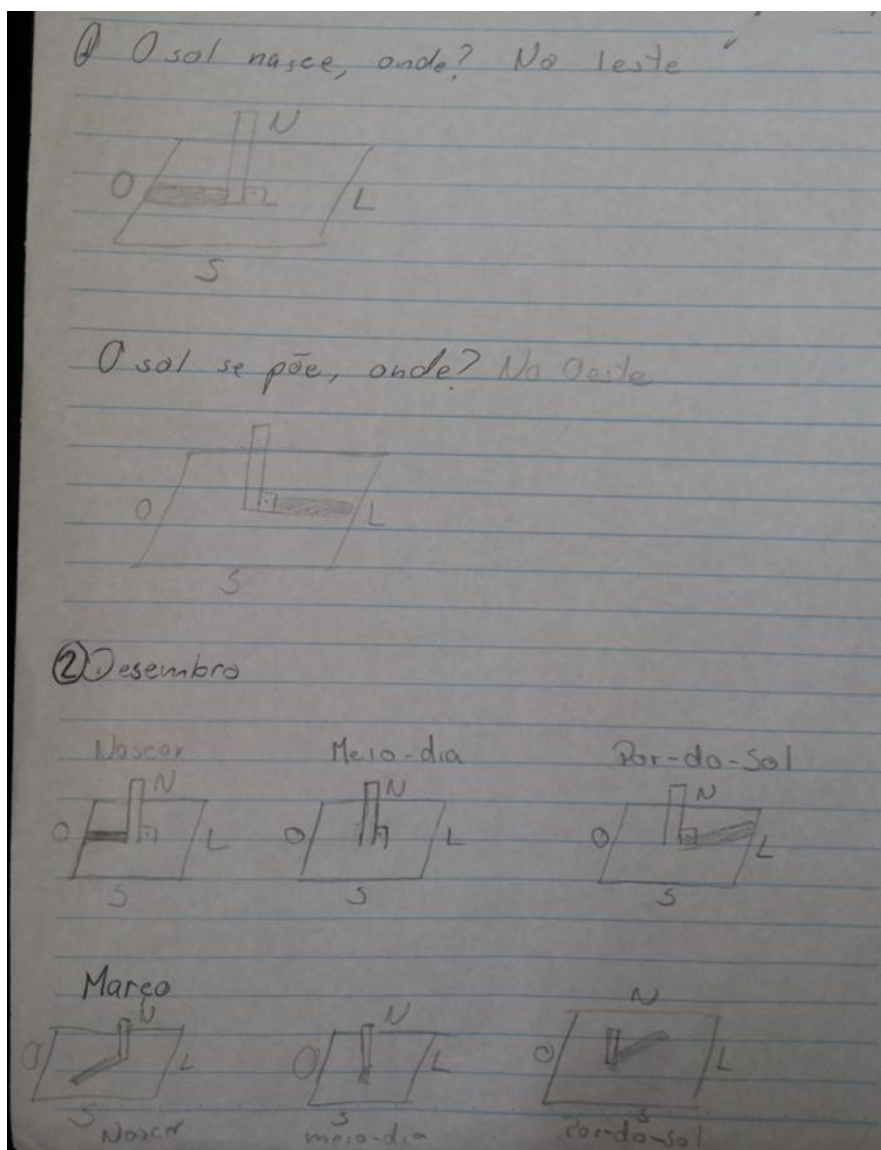 1 O sol nasce, onde? No leste
N
O L
S
O sol se põe, onde? No Oeste
O L
S
2 Desembro
Nascer Meio-dia Por-do-Sol
N N N
O L O L O L
S S S
Março
N N N
O L O L O L
S S S
Nascer meio-dia Por-do-sol